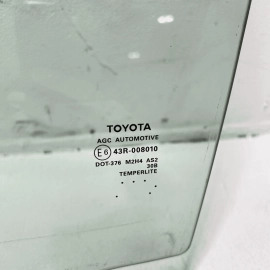 TOYOTA
AGC AUTOMOTIVE
E6 43R-008010
DOT-376 M2H4 AS2
30B
TEMPERLITE